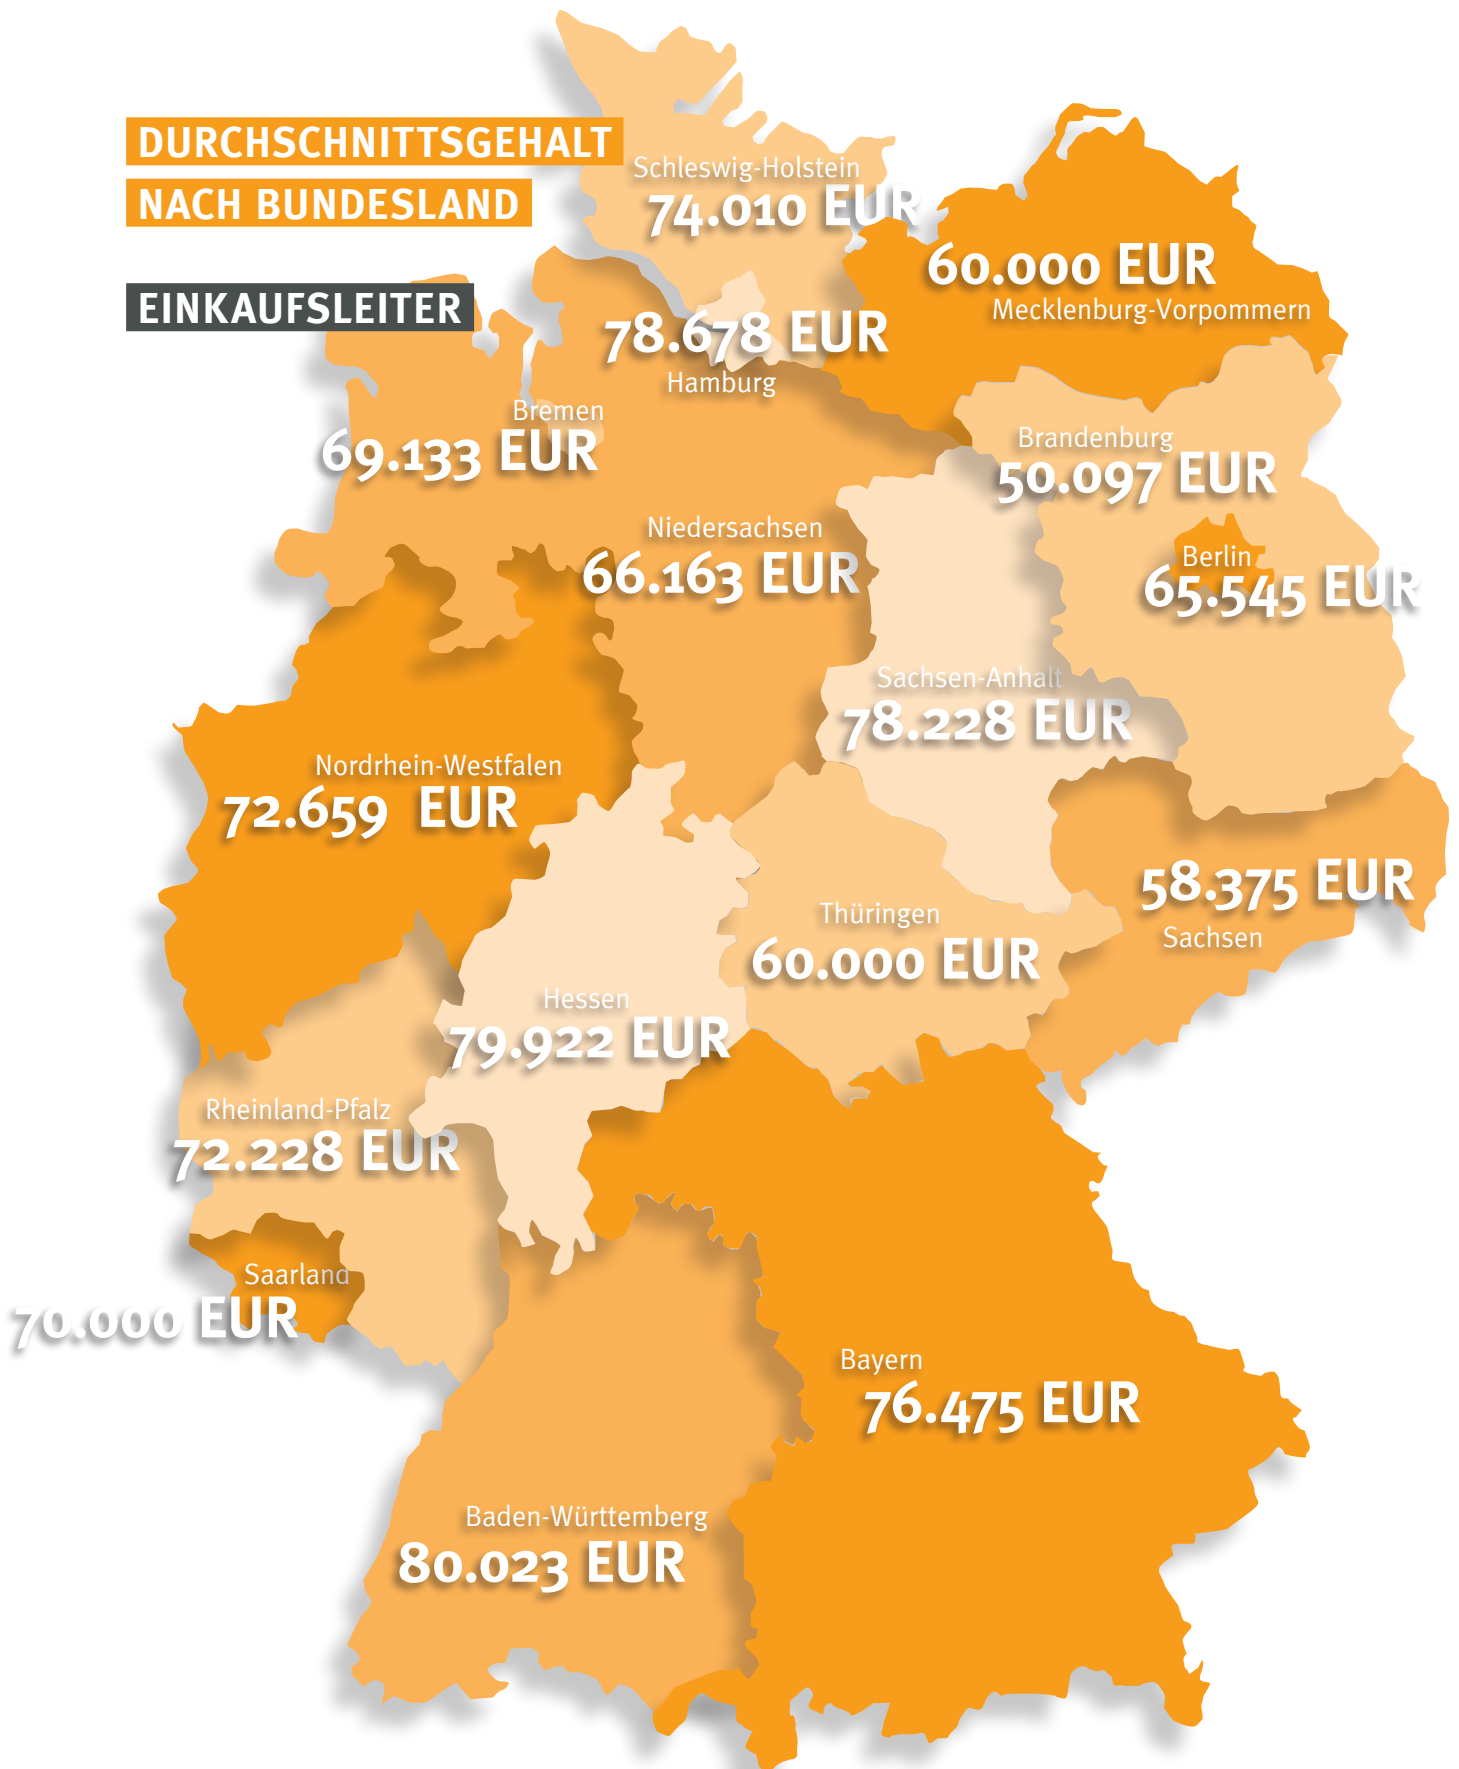 DURCHSCHNITTSGEHALT
NACH BUNDESLAND
EINKAUFSLEITER
Schleswig-Holstein
74.010 EUR
60.000 EUR
Mecklenburg-Vorpommern
78.678 EUR
Hamburg
Bremen
69.133 EUR
Brandenburg
50.097 EUR
Niedersachsen
66.163 EUR
Berlin
65.545 EUR
Sachsen-Anhalt
78.228 EUR
Nordrhein-Westfalen
72.659 EUR
58.375 EUR
Sachsen
Thüringen
60.000 EUR
Hessen
79.922 EUR
Rheinland-Pfalz
72.228 EUR
Saarland
70.000 EUR
Bayern
76.475 EUR
Baden-Württemberg
80.023 EUR